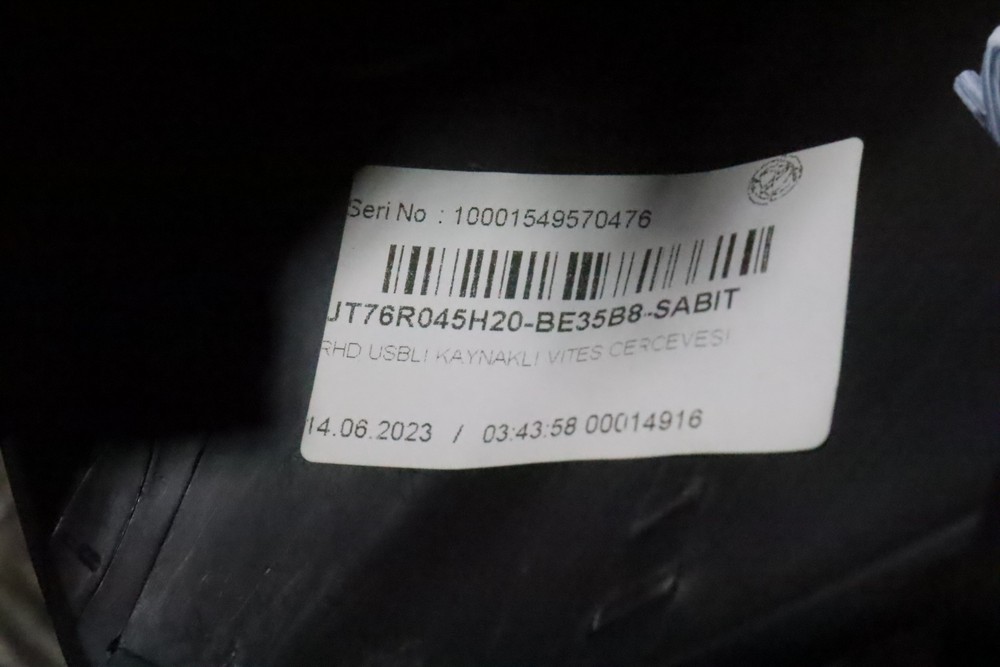 Seri No : 10001549570476
JT76R045H20-BE35B8-SABIT
RHD USBLI KAYNAKLI VITES CERCEVESI
14.06.2023 / 03:43:58 00014916